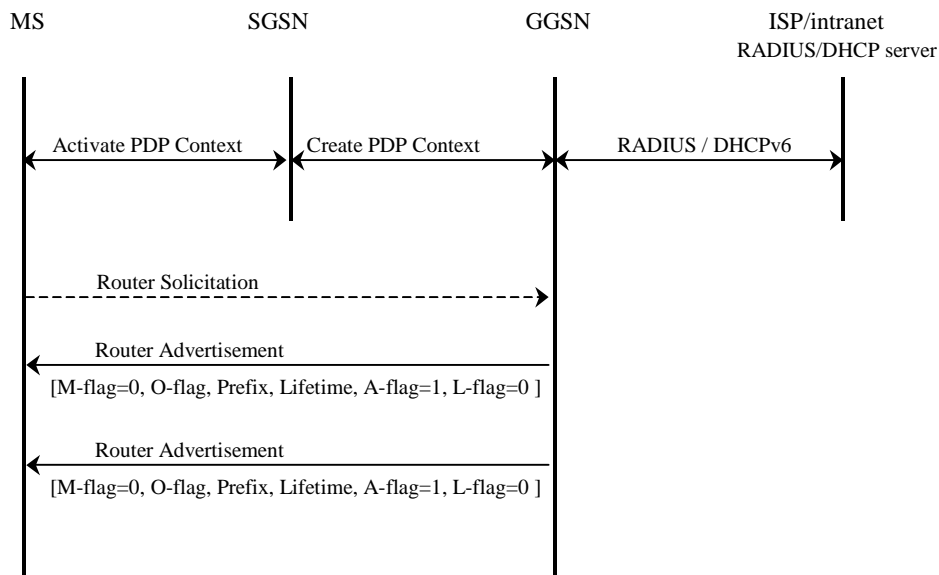 MS
SGSN
GGSN
ISP/intranet
RADIUS/DHCP server
Activate PDP Context
Create PDP Context
RADIUS / DHCPv6
Router Solicitation
Router Advertisement
[M-flag=0, O-flag, Prefix, Lifetime, A-flag=1, L-flag=0 ]
Router Advertisement
[M-flag=0, O-flag, Prefix, Lifetime, A-flag=1, L-flag=0 ]